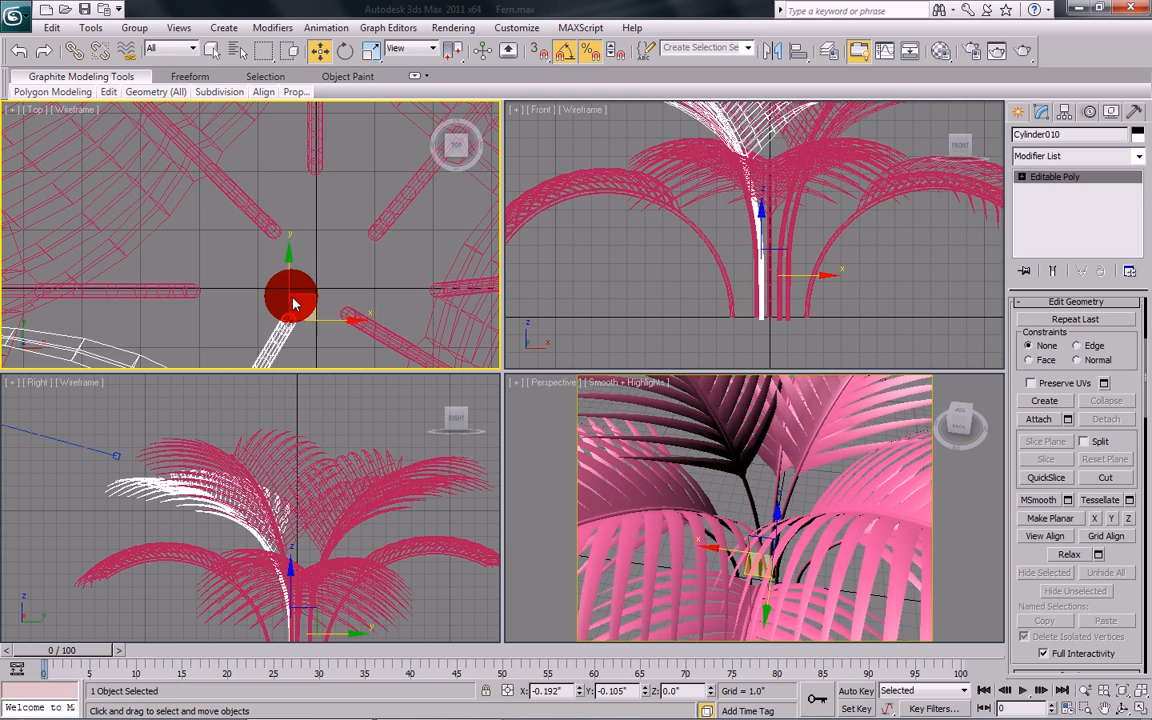 Autodesk 3ds Max 2011 x64 Fern.max
Type a keyword or phrase
Edit Tools Group Views Create Modifiers Animation Graph Editors Rendering Customize MAXScript Help
All View Create Selection Se
Graphite Modeling Tools Freeform Selection Object Paint
Polygon Modeling Edit Geometry (All) Subdivision Align Prop...
[ + ] [ Top ] [ Wireframe ]
TOP
y
x
[ + ] [ Front ] [ Wireframe ]
FRONT
z
x
[ + ] [ Right ] [ Wireframe ]
RIGHT
z
y
[ + ] [ Perspective ] [ Smooth + Highlights ]
BACK
x
Cylinder010
Modifier List
Editable Poly
- Edit Geometry
Repeat Last
Constraints
None Edge
Face Normal
Preserve UVs
Create Collapse
Attach Detach
Slice Plane Split
Slice Reset Plane
QuickSlice Cut
MSmooth Tessellate
Make Planar X Y Z
View Align Grid Align
Relax
Hide Selected Unhide All
Hide Unselected
Named Selections:
Copy Paste
Delete Isolated Vertices
Full Interactivity
< 0 / 100 >
0 5 10 15 20 25 30 35 40 45 50 55 60 65 70 75 80 85 90 95 100
1 Object Selected X: -0.192" Y: -0.105" Z: 0.0" Grid = 1.0" Auto Key Selected
Welcome to M Click and drag to select and move objects Add Time Tag Set Key Key Filters... 0